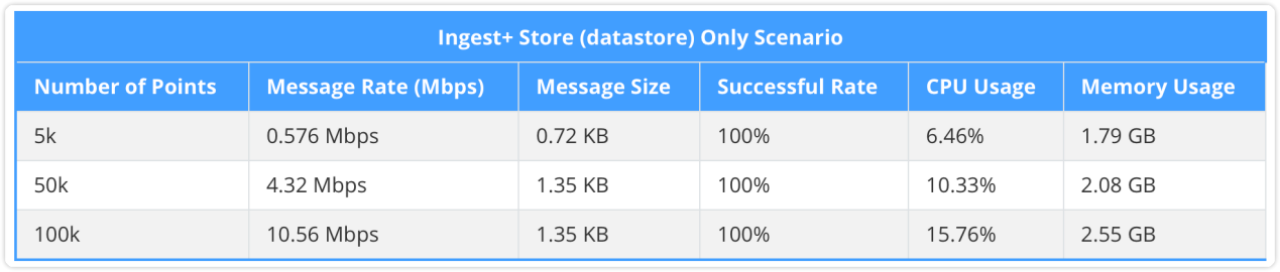 Ingest+ Store (datastore) Only Scenario
Number of Points Message Rate (Mbps) Message Size Successful Rate CPU Usage Memory Usage
5k 0.576 Mbps 0.72 KB 100% 6.46% 1.79 GB
50k 4.32 Mbps 1.35 KB 100% 10.33% 2.08 GB
100k 10.56 Mbps 1.35 KB 100% 15.76% 2.55 GB